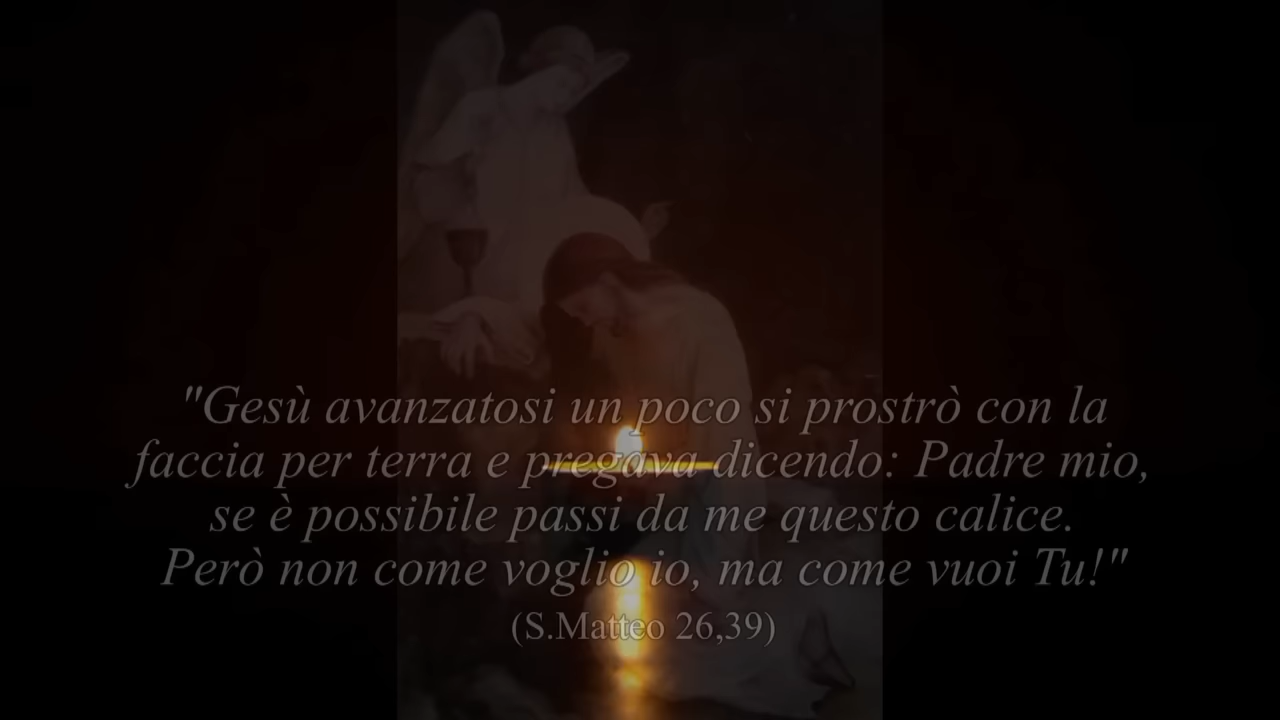 "Gesù avanzatosi un poco si prostrò con la
faccia per terra e pregava dicendo: Padre mio,
se è possibile passi da me questo calice.
Però non come voglio io, ma come vuoi Tu!"
(S.Matteo 26,39)